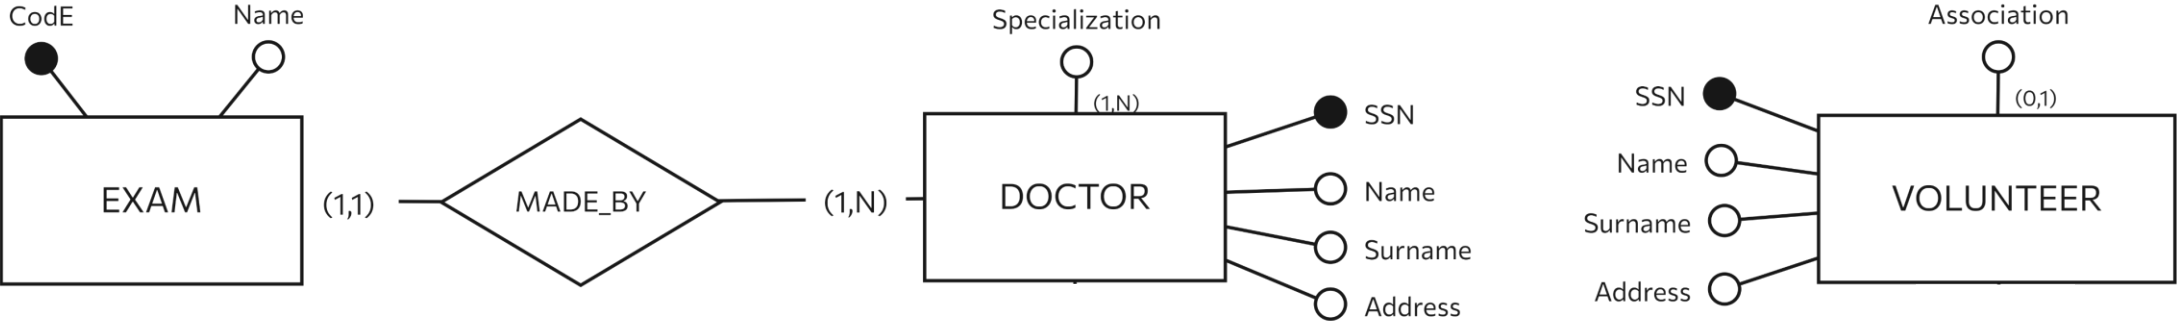 CodE
Name
EXAM
(1,1)
MADE_BY
(1,N)
Specialization
(1,N)
DOCTOR
SSN
Name
Surname
Address
Association
(0,1)
SSN
Name
Surname
Address
VOLUNTEER